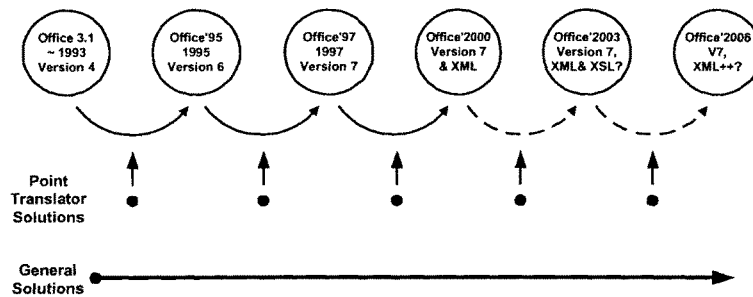 Office 3.1
~ 1993
Version 4
Office'95
1995
Version 6
Office'97
1997
Version 7
Office'2000
Version 7
& XML
Office'2003
Version 7,
XML& XSL?
Office'2006
V7,
XML++?
Point
Translator
Solutions
General
Solutions